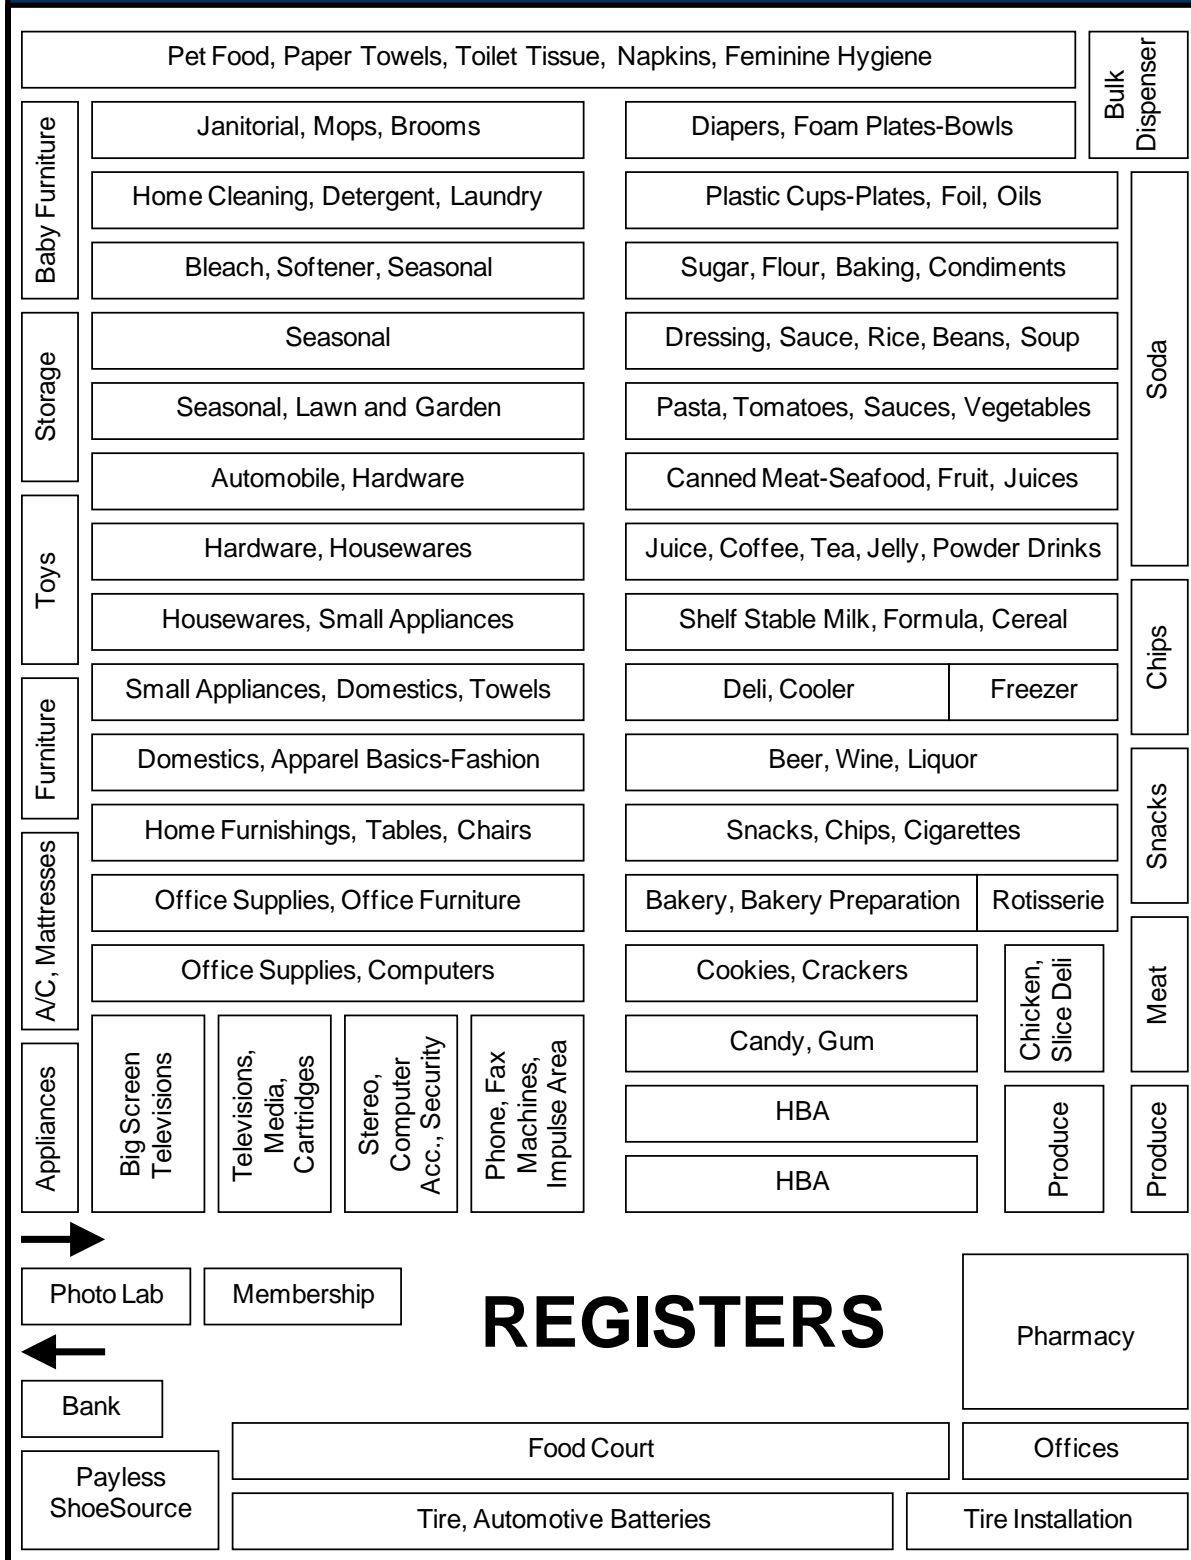 Pet Food, Paper Towels, Toilet Tissue, Napkins, Feminine Hygiene
Bulk
Dispenser
Baby Furniture
Janitorial, Mops, Brooms
Diapers, Foam Plates-Bowls
Home Cleaning, Detergent, Laundry
Plastic Cups-Plates, Foil, Oils
Soda
Bleach, Softener, Seasonal
Sugar, Flour, Baking, Condiments
Storage
Seasonal
Dressing, Sauce, Rice, Beans, Soup
Seasonal, Lawn and Garden
Pasta, Tomatoes, Sauces, Vegetables
Automobile, Hardware
Canned Meat-Seafood, Fruit, Juices
Toys
Hardware, Housewares
Juice, Coffee, Tea, Jelly, Powder Drinks
Housewares, Small Appliances
Shelf Stable Milk, Formula, Cereal
Chips
Furniture
Small Appliances, Domestics, Towels
Deli, Cooler
Freezer
Domestics, Apparel Basics-Fashion
Beer, Wine, Liquor
Snacks
A/C, Mattresses
Home Furnishings, Tables, Chairs
Snacks, Chips, Cigarettes
Office Supplies, Office Furniture
Bakery, Bakery Preparation
Rotisserie
Office Supplies, Computers
Cookies, Crackers
Chicken,
Slice Deli
Meat
Appliances
Big Screen
Televisions
Televisions,
Media,
Cartridges
Stereo,
Computer
Acc., Security
Phone, Fax
Machines,
Impulse Area
Candy, Gum
HBA
Produce
Produce
HBA
Photo Lab
Membership
REGISTERS
Pharmacy
Bank
Food Court
Offices
Payless
ShoeSource
Tire, Automotive Batteries
Tire Installation